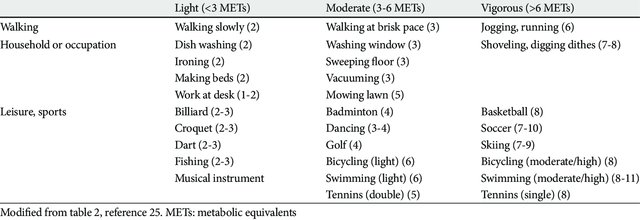 Light (<3 METs) Moderate (3-6 METs) Vigorous (>6 METs)
Walking Walking slowly (2) Walking at brisk pace (3) Jogging, running (6)
Household or occupation Dish washing (2) Washing window (3) Shoveling, digging dithes (7-8)
Ironing (2) Sweeping floor (3)
Making beds (2) Vacuuming (3)
Work at desk (1-2) Mowing lawn (5)
Leisure, sports Billiard (2-3) Badminton (4) Basketball (8)
Croquet (2-3) Dancing (3-4) Soccer (7-10)
Dart (2-3) Golf (4) Skiing (7-9)
Fishing (2-3) Bicycling (light) (6) Bicycling (moderate/high) (8)
Musical instrument Swimming (light) (6) Swimming (moderate/high) (8-11)
Tennins (double) (5) Tennins (single) (8)
Modified from table 2, reference 25. METs: metabolic equivalents